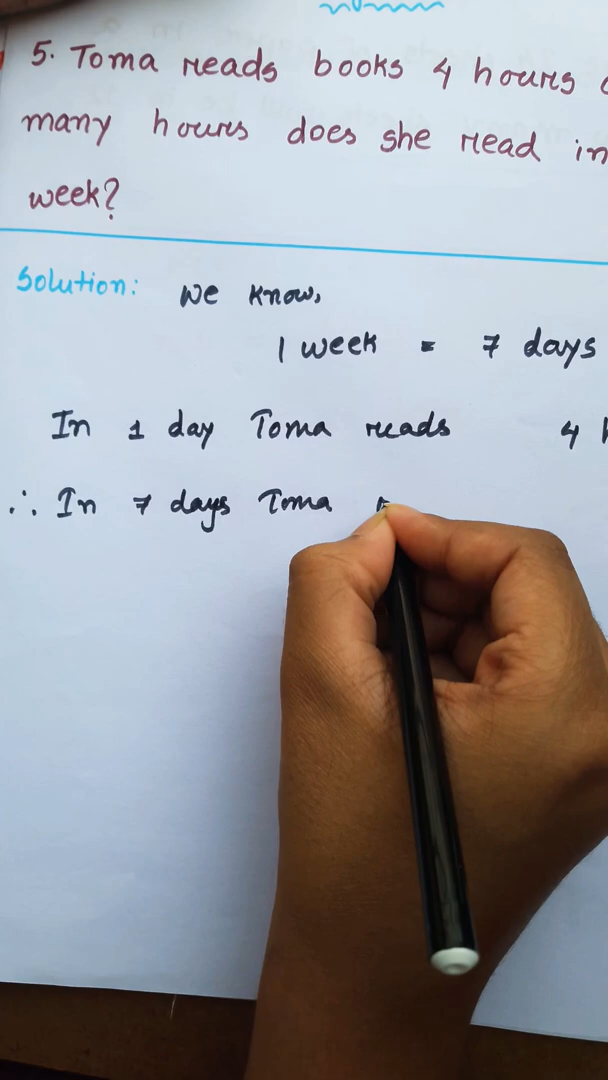 5. Toma reads books 4 hours
many hours does she read in
week?
Solution: We know,
1 week = 7 days
In 1 day Toma reads 4
∴ In 7 days Toma